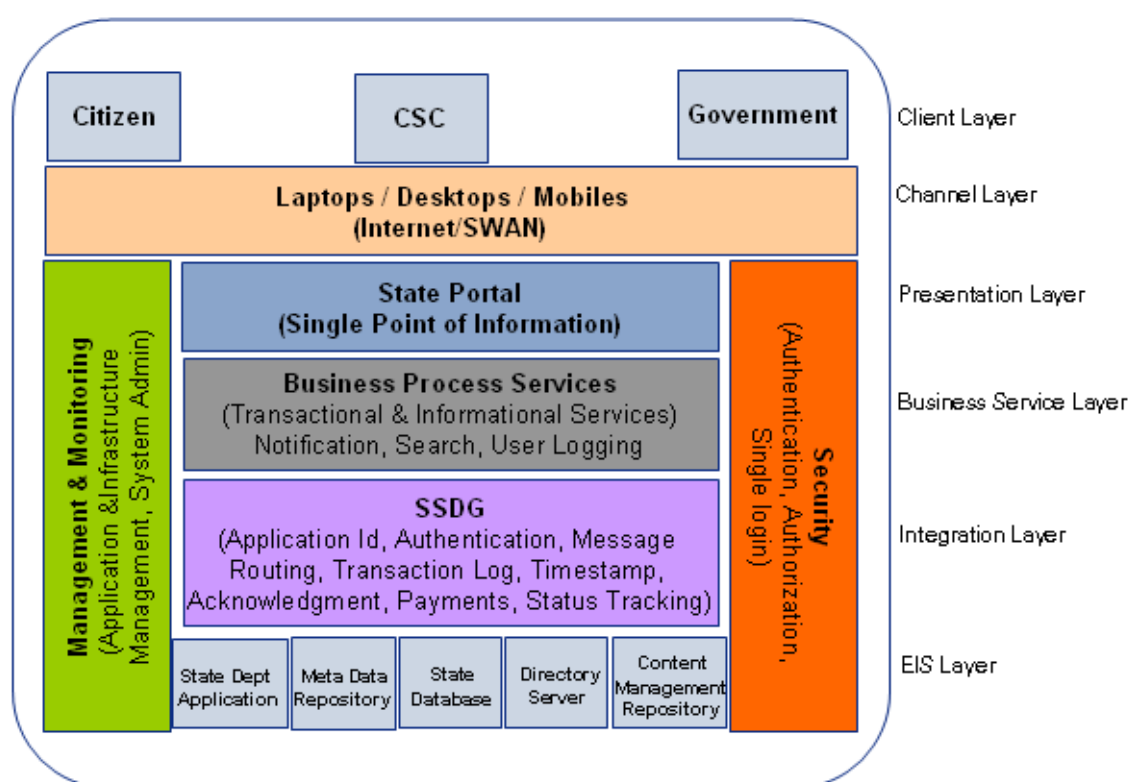 Citizen
CSC
Government
Client Layer
Laptops / Desktops / Mobiles
(Internet/SWAN)
Channel Layer
Management & Monitoring
(Application &Infrastructure
Management, System Admin)
State Portal
(Single Point of Information)
Presentation Layer
Business Process Services
(Transactional & Informational Services)
Notification, Search, User Logging
Business Service Layer
SSDG
(Application Id, Authentication, Message
Routing, Transaction Log, Timestamp,
Acknowledgment, Payments, Status Tracking)
Integration Layer
Security
(Authentication, Authorization,
Single login)
State Dept
Application
Meta Data
Repository
State
Database
Directory
Server
Content
Management
Repository
EIS Layer